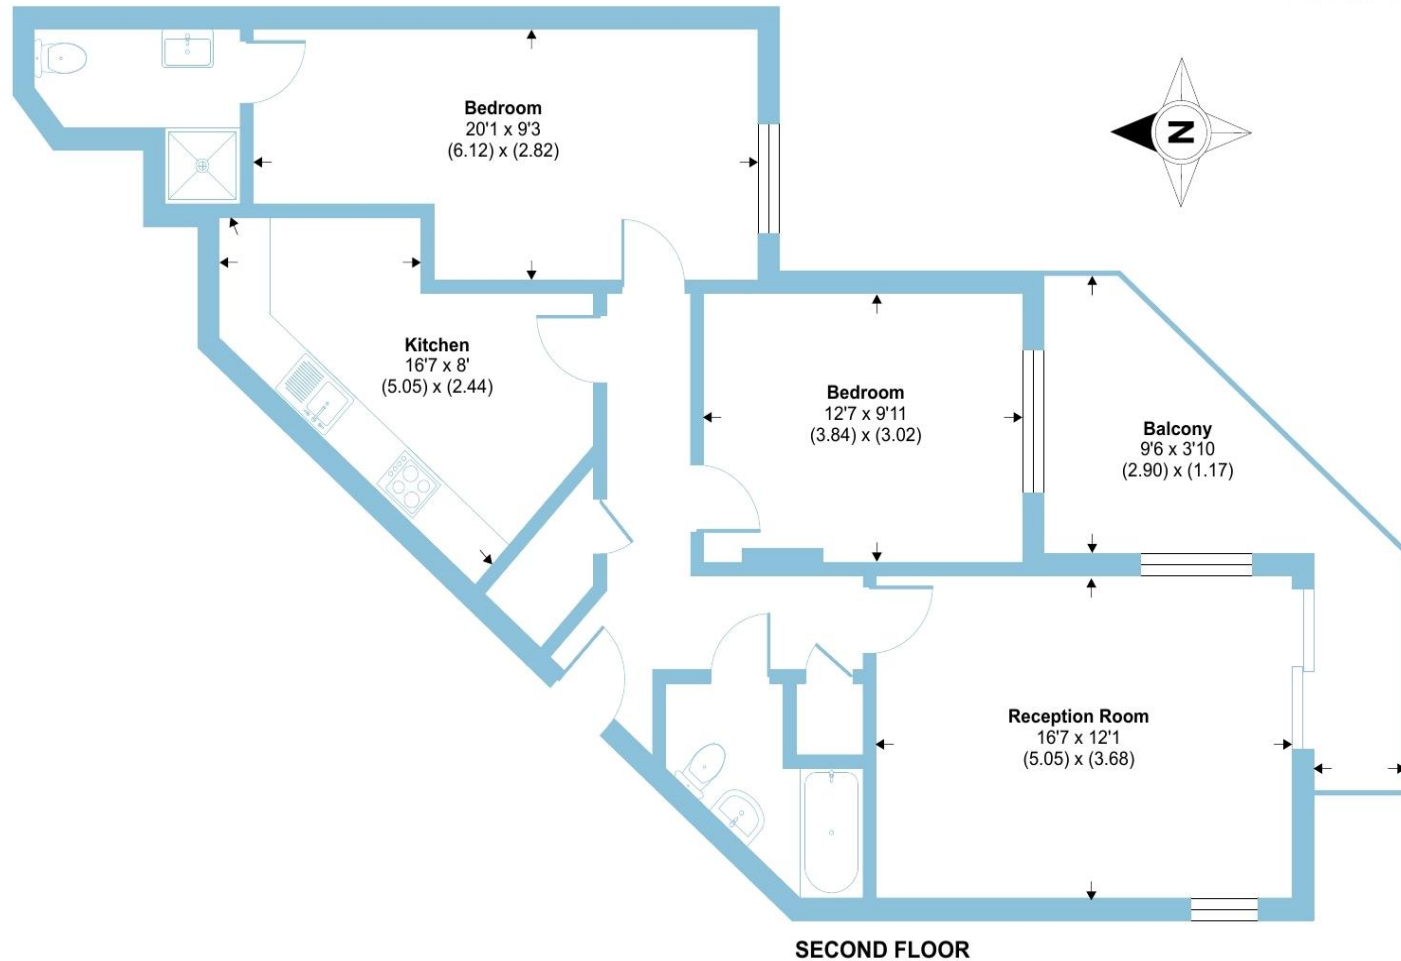 Bedroom
20'1 x 9'3
(6.12) x (2.82)
N
Kitchen
16'7 x 8'
(5.05) x (2.44)
Bedroom
12'7 x 9'11
(3.84) x (3.02)
Balcony
9'6 x 3'10
(2.90) x (1.17)
Reception Room
16'7 x 12'1
(5.05) x (3.68)
SECOND FLOOR